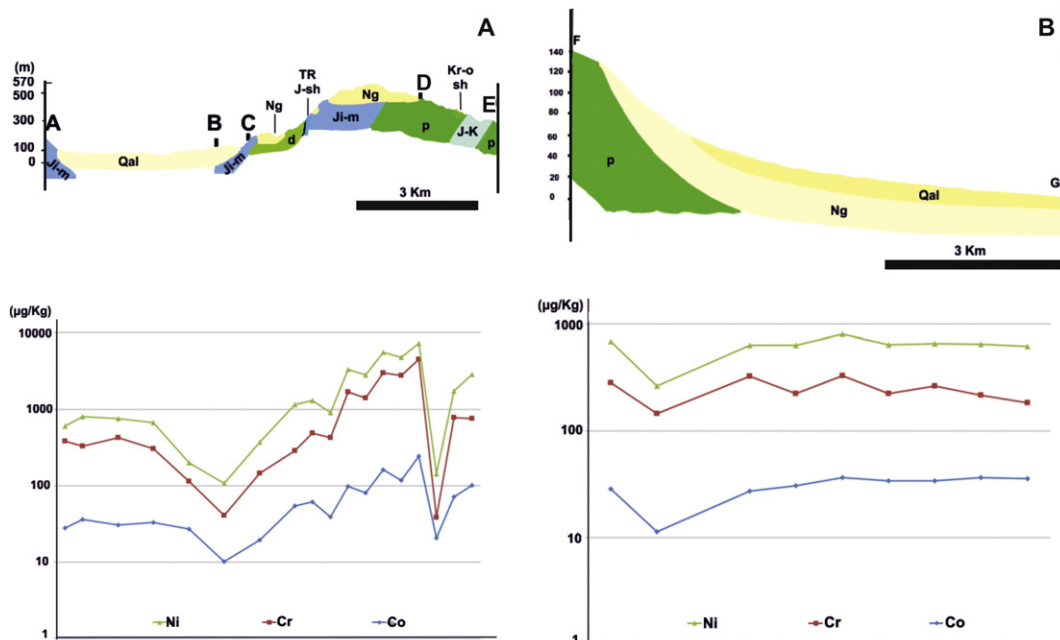 A
(m)
570
500
300
100
0
A
B
C
D
E
TR
J-sh
Kr-o
sh
Ng
Ng
Ji-m
Qal
Ji-m
d
Ji-m
p
J-K
p
3 Km
B
F
140
120
100
80
60
40
20
0
p
Ng
Qal
G
3 Km
(µg/Kg)
10000
1000
100
10
1
Ni
Cr
Co
(µg/Kg)
1000
100
10
1
Ni
Cr
Co